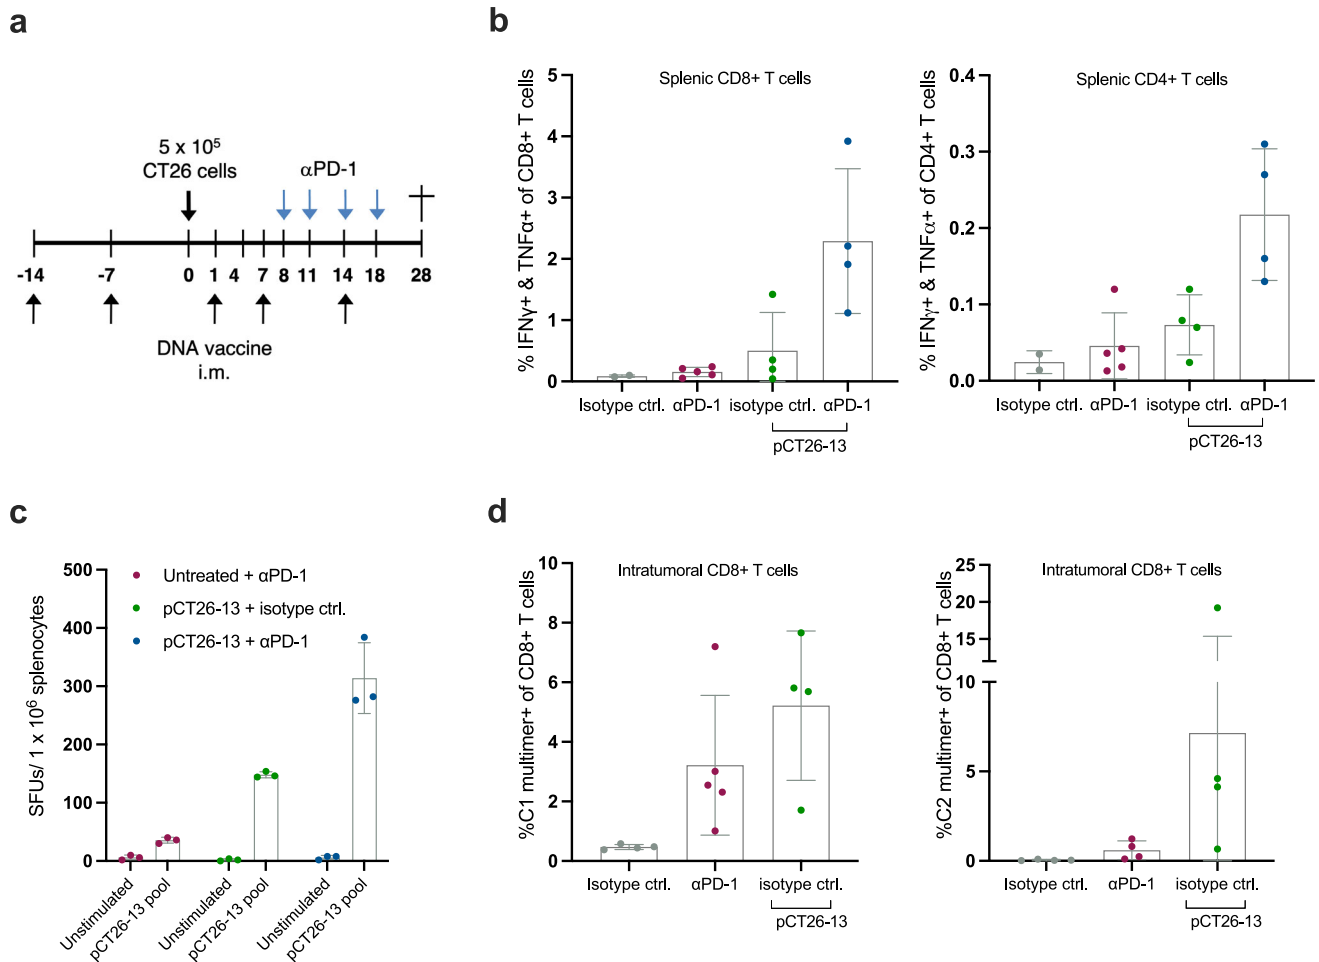 a
5 x 10⁵
CT26 cells
αPD-1
-14
-7
0
1
4
7
8
11
14
18
28
DNA vaccine
i.m.
b
% IFNγ+ & TNFα+ of CD8+ T cells
Splenic CD8+ T cells
5
4
3
2
1
0
Isotype ctrl.
αPD-1
isotype ctrl.
αPD-1
pCT26-13
% IFNγ+ & TNFα+ of CD4+ T cells
Splenic CD4+ T cells
0.4
0.3
0.2
0.1
0.0
Isotype ctrl.
αPD-1
isotype ctrl.
αPD-1
pCT26-13
c
SFUs/ 1 x 10⁶ splenocytes
500
400
300
200
100
0
Untreated + αPD-1
pCT26-13 + isotype ctrl.
pCT26-13 + αPD-1
Unstimulated
pCT26-13 pool
Unstimulated
pCT26-13 pool
Unstimulated
pCT26-13 pool
d
%C1 multimer+ of CD8+ T cells
Intratumoral CD8+ T cells
10
8
6
4
2
0
Isotype ctrl.
αPD-1
isotype ctrl.
pCT26-13
%C2 multimer+ of CD8+ T cells
Intratumoral CD8+ T cells
25
20
15
10
5
0
Isotype ctrl.
αPD-1
isotype ctrl.
pCT26-13